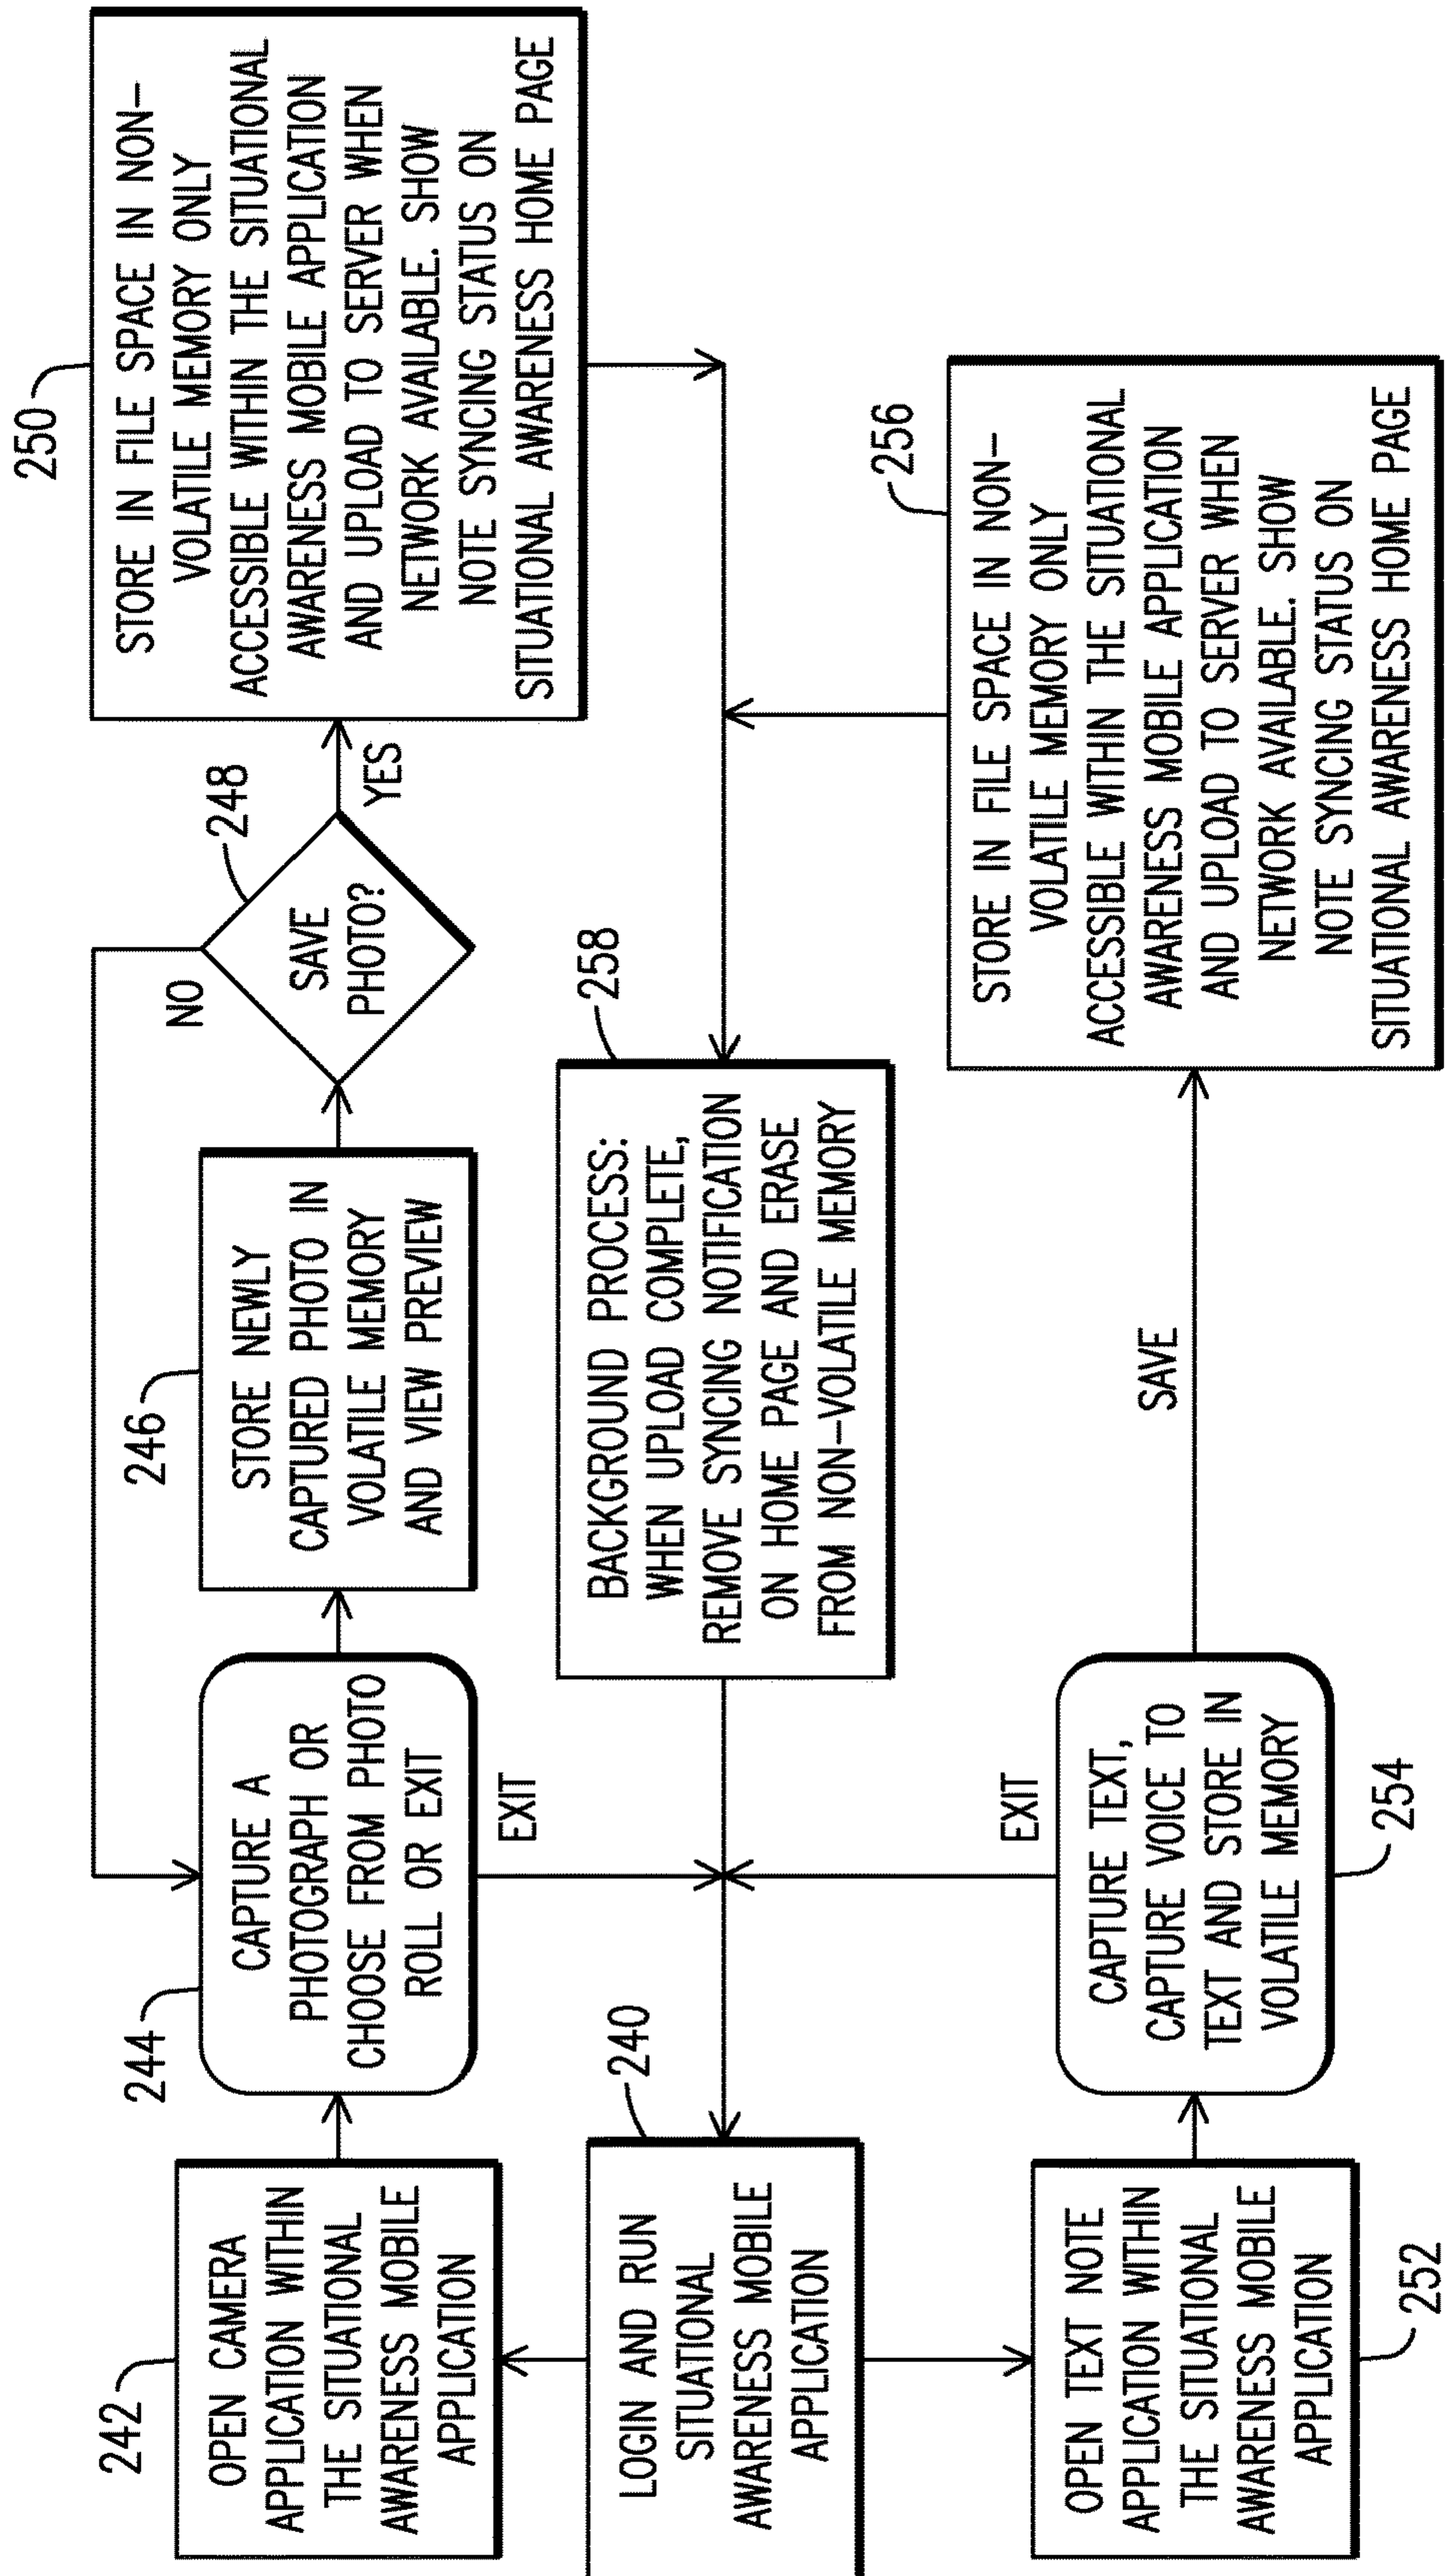 242
OPEN CAMERA
APPLICATION WITHIN
THE SITUATIONAL
AWARENESS MOBILE
APPLICATION
244
CAPTURE A
PHOTOGRAPH OR
CHOOSE FROM PHOTO
ROLL OR EXIT
EXIT
246
STORE NEWLY
CAPTURED PHOTO IN
VOLATILE MEMORY
AND VIEW PREVIEW
NO
248
SAVE
PHOTO?
YES
250
STORE IN FILE SPACE IN NON-
VOLATILE MEMORY ONLY
ACCESSIBLE WITHIN THE SITUATIONAL
AWARENESS MOBILE APPLICATION
AND UPLOAD TO SERVER WHEN
NETWORK AVAILABLE. SHOW
NOTE SYNCING STATUS ON
SITUATIONAL AWARENESS HOME PAGE
240
LOGIN AND RUN
SITUATIONAL
AWARENESS MOBILE
APPLICATION
258
BACKGROUND PROCESS:
WHEN UPLOAD COMPLETE,
REMOVE SYNCING NOTIFICATION
ON HOME PAGE AND ERASE
FROM NON-VOLATILE MEMORY
OPEN TEXT NOTE
APPLICATION WITHIN
THE SITUATIONAL
AWARENESS MOBILE
APPLICATION
252
EXIT
CAPTURE TEXT,
CAPTURE VOICE TO
TEXT AND STORE IN
VOLATILE MEMORY
254
SAVE
256
STORE IN FILE SPACE IN NON-
VOLATILE MEMORY ONLY
ACCESSIBLE WITHIN THE SITUATIONAL
AWARENESS MOBILE APPLICATION
AND UPLOAD TO SERVER WHEN
NETWORK AVAILABLE. SHOW
NOTE SYNCING STATUS ON
SITUATIONAL AWARENESS HOME PAGE